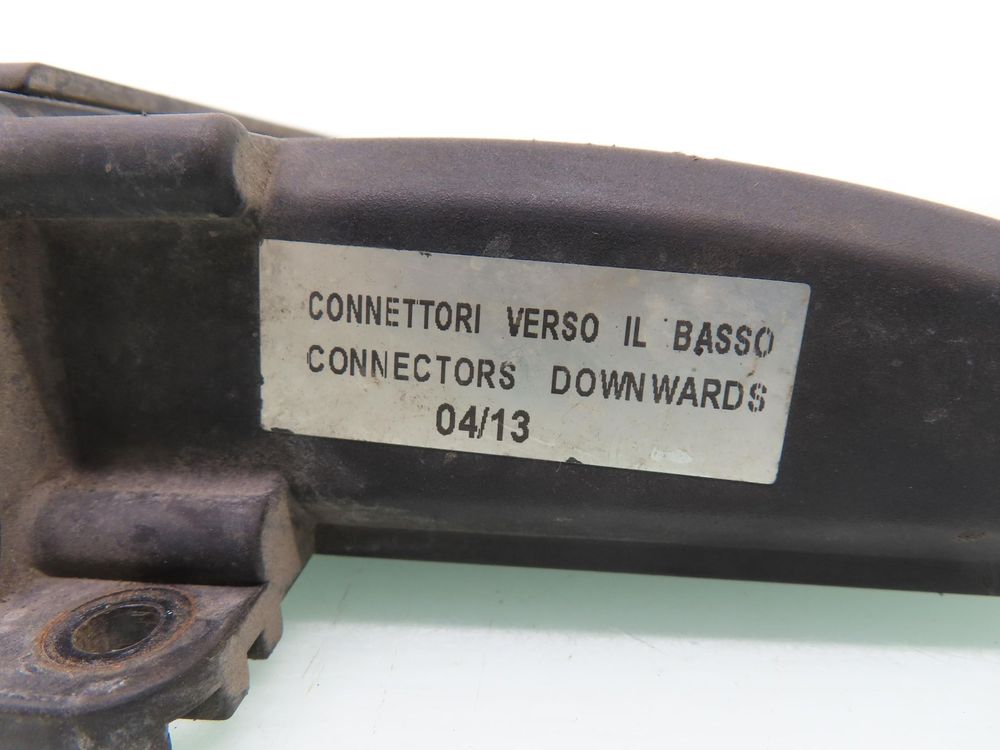 CONNETTORI VERSO IL BASSO
CONNECTORS DOWNWARDS
04/13